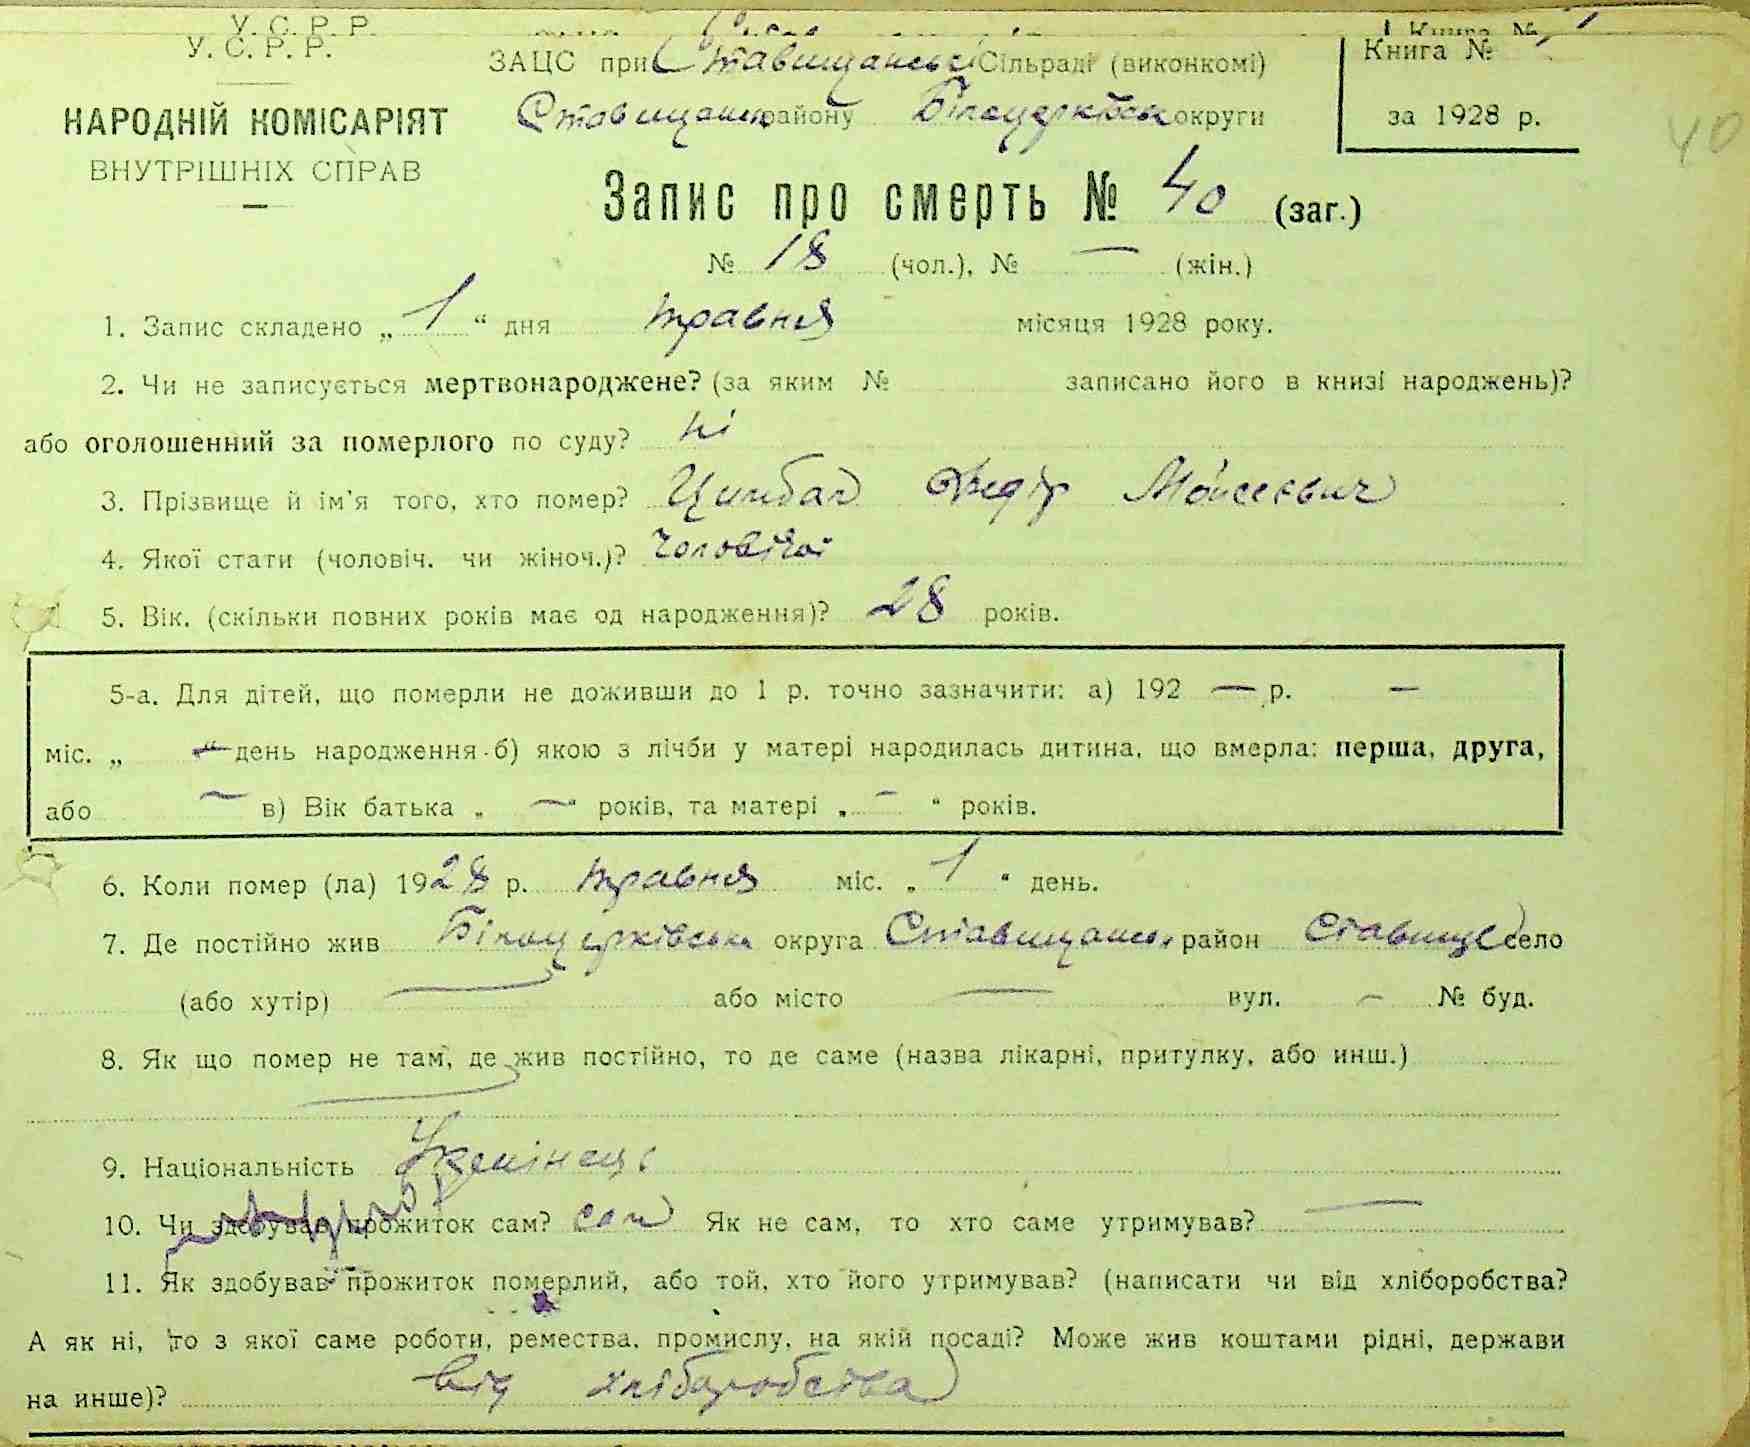 У. С. Р. Р.
У. С. Р. Р.
НАРОДНІЙ КОМІСАРІЯТ
ВНУТРІШНІХ СПРАВ
ЗАЦС при Ставищанські Сільраді (виконкомі)
Ставищанськ району Білоцерківськ округи
Книга №
Книга №
за 1928 р.
40
Запис про смерть № 40 (заг.)
№ 18 (чол.), № — (жін.)
1. Запис складено „ 1 “ дня травня місяця 1928 року.
2. Чи не записується мертвонароджене? (за яким № записано його в книзі народжень)?
або оголошенний за померлого по суду? ні
3. Прізвище й ім'я того, хто помер? Цимбал Федір Мойсеєвич
4. Якої стати (чоловіч. чи жіноч.)? чоловічої
5. Вік. (скільки повних років має од народження)? 28 років.
5-а. Для дітей, що померли не доживши до 1 р. точно зазначити: а) 192 — р. —
міс. „ — “ день народження б) якою з лічби у матері народилась дитина, що вмерла: перша, друга,
або — в) Вік батька „ — “ років, та матері „ — “ років.
6. Коли помер (ла) 1928 р. травня міс. „ 1 “ день.
7. Де постійно жив Білоцерківська округа Ставищанськ район Ставище село
(або хутір) — або місто — вул. — № буд.
8. Як що помер не там, де жив постійно, то де саме (назва лікарні, притулку, або инш.)
—
9. Національність Українець
10. Чи здобував прожиток сам? сам Як не сам, то хто саме утримував? —
11. Як здобував прожиток померлий, або той, хто його утримував? (написати чи від хліборобства?
А як ні, то з якої саме роботи, ремества, промислу, на якій посаді? Може жив коштами рідні, держави
на инше)? від хліборобства